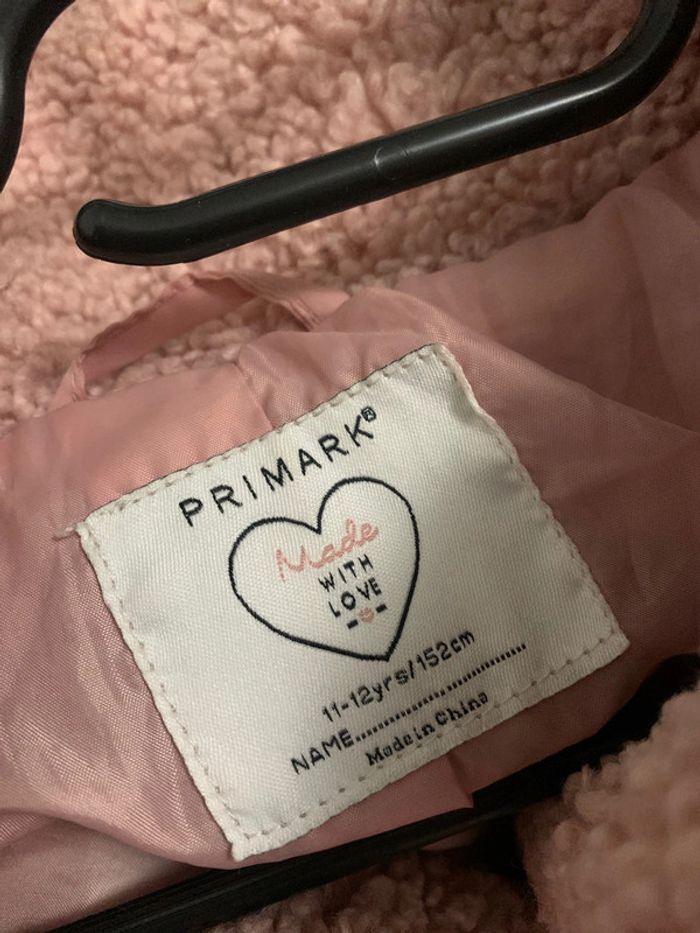 PRIMARK®
Made
WITH
LOVE
11-12yrs/152cm
NAME..............................
Made in China